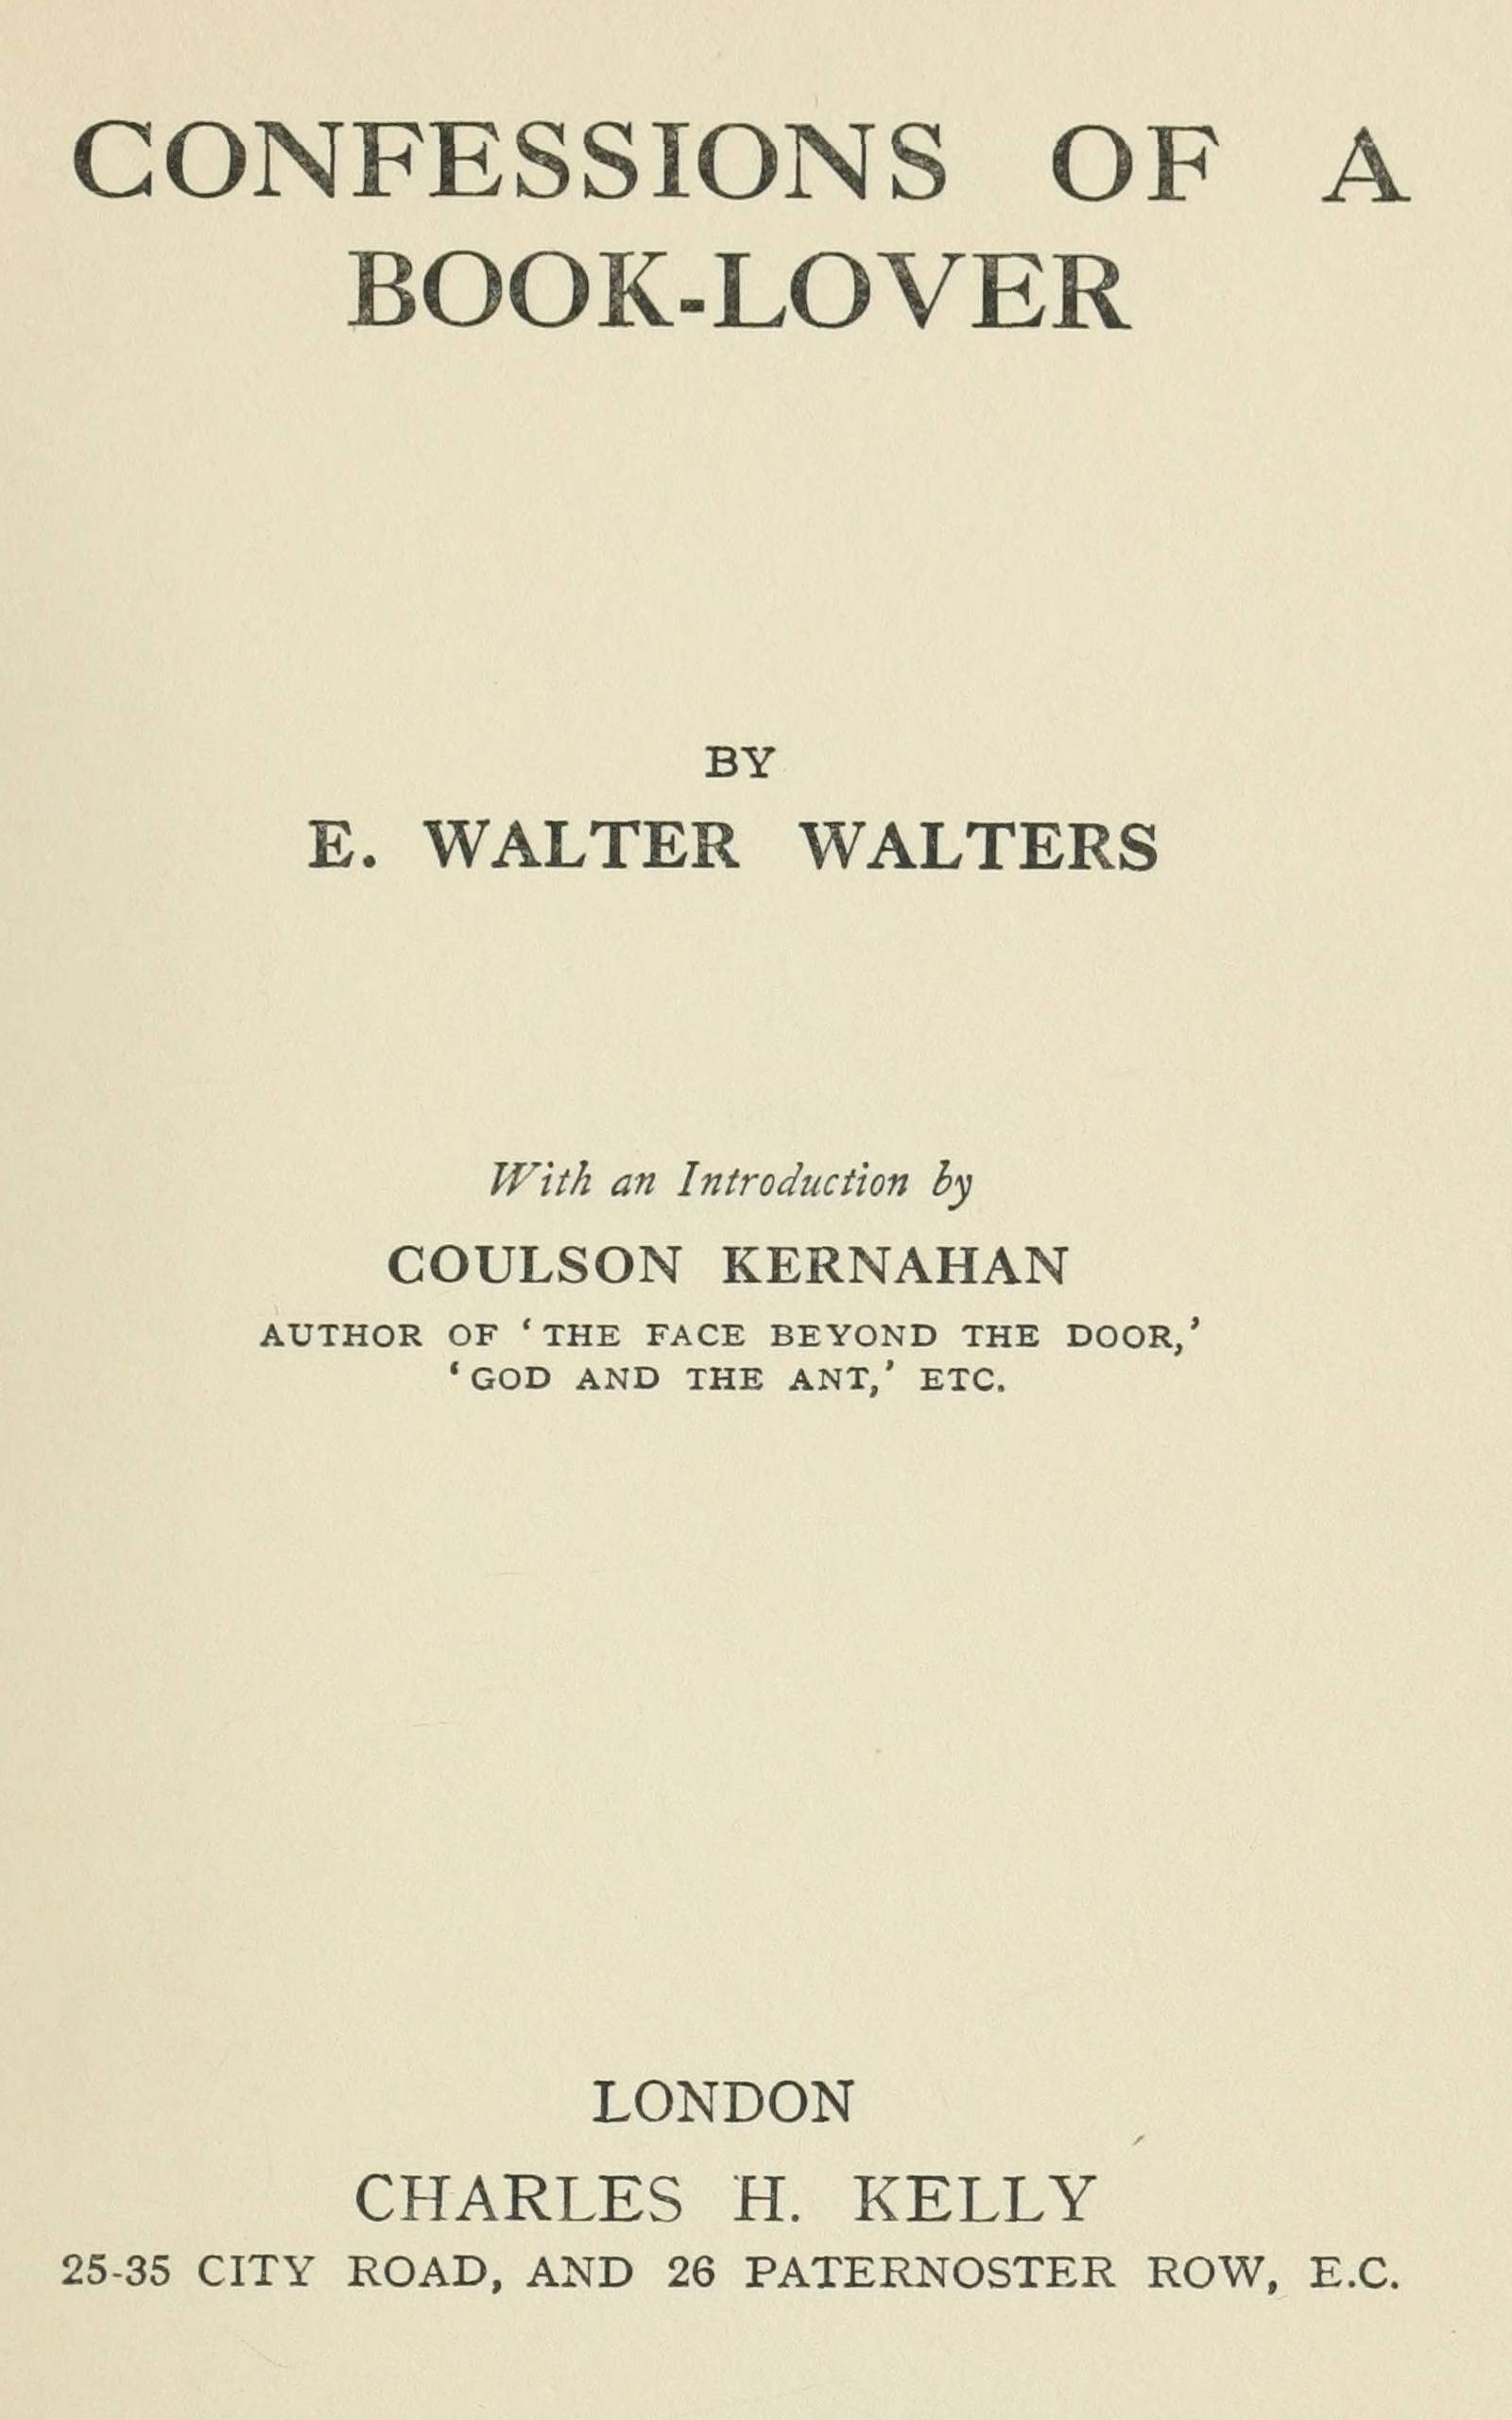 CONFESSIONS OF A
BOOK-LOVER
BY
E. WALTER WALTERS
With an Introduction by
COULSON KERNAHAN
AUTHOR OF ‘THE FACE BEYOND THE DOOR,’
‘GOD AND THE ANT,’ ETC.
LONDON
CHARLES H. KELLY
25-35 CITY ROAD, AND 26 PATERNOSTER ROW, E.C.